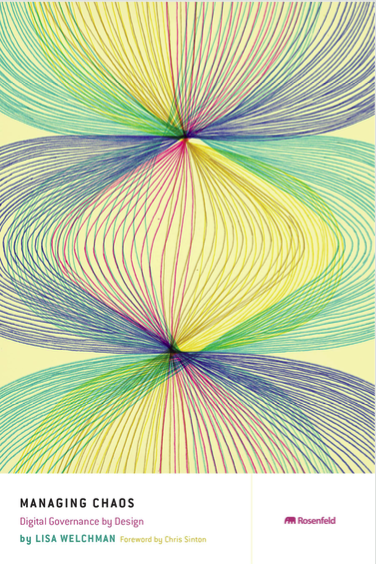 MANAGING CHAOS
Digital Governance by Design
by LISA WELCHMAN Foreword by Chris Sinton
Rosenfeld